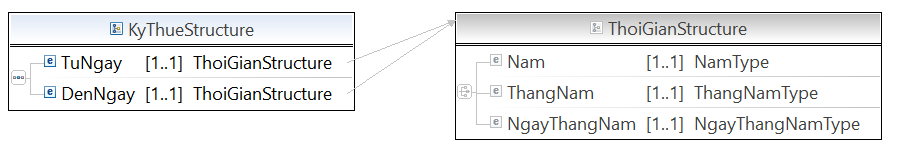 KyThueStructure
TuNgay [1..1] ThoiGianStructure
DenNgay [1..1] ThoiGianStructure
ThoiGianStructure
Nam [1..1] NamType
ThangNam [1..1] ThangNamType
NgayThangNam [1..1] NgayThangNamType